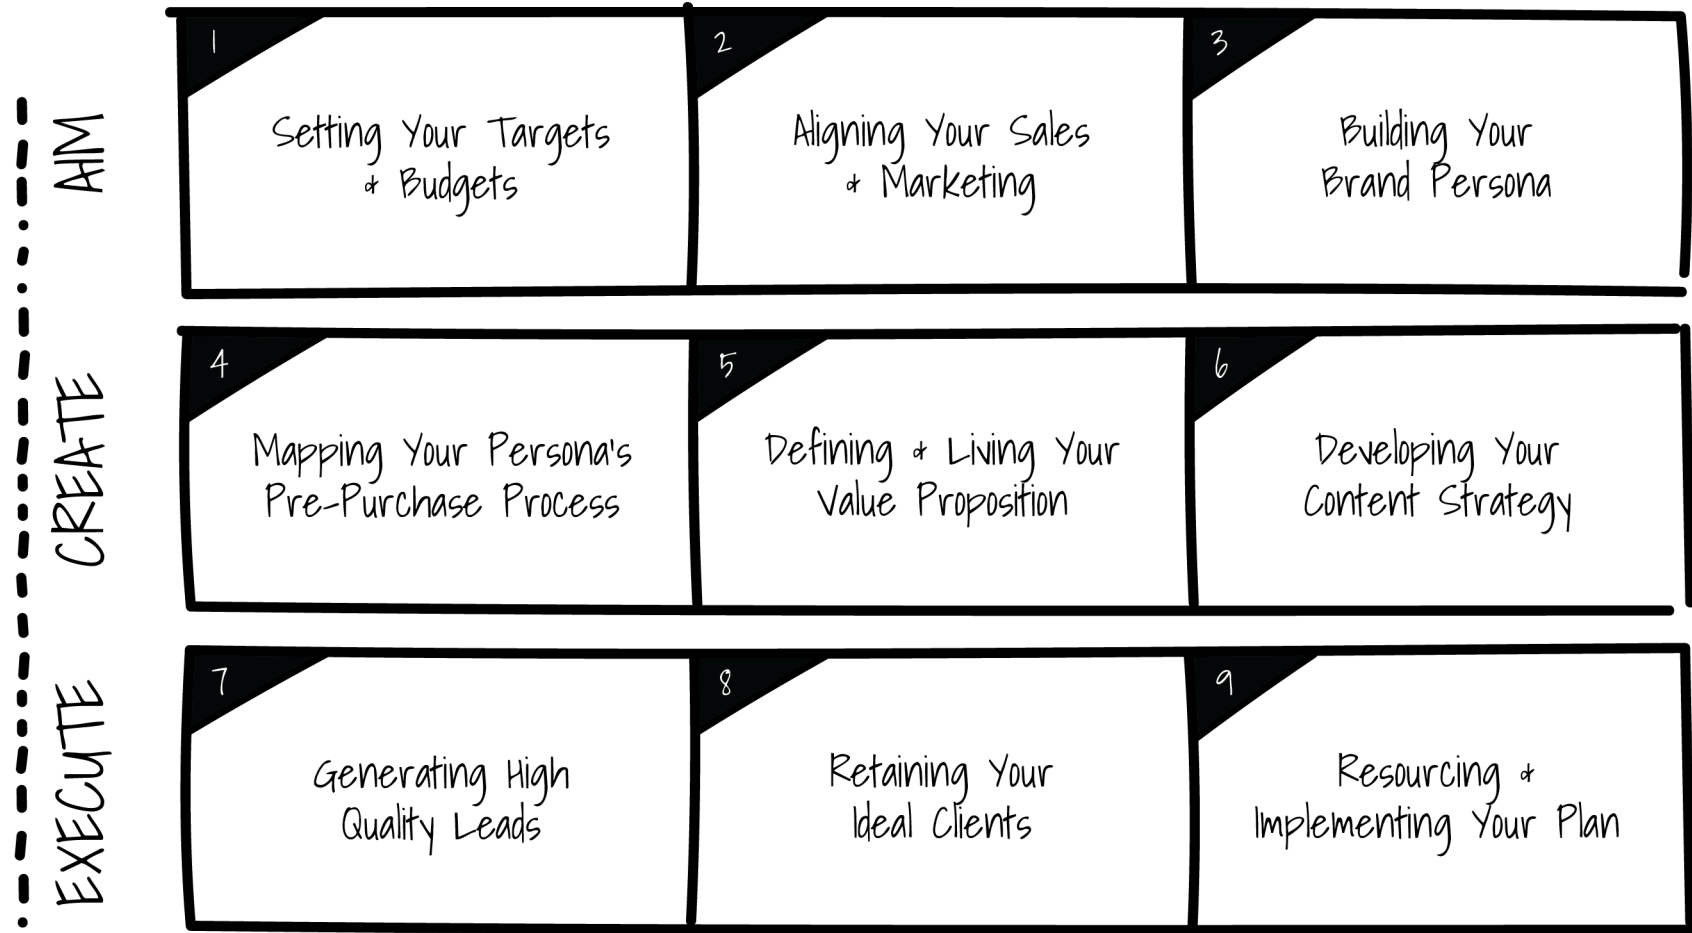 AIM
1
Setting Your Targets
& Budgets
2
Aligning Your Sales
& Marketing
3
Building Your
Brand Persona
CREATE
4
Mapping Your Persona's
Pre-Purchase Process
5
Defining & Living Your
Value Proposition
6
Developing Your
Content Strategy
EXECUTE
7
Generating High
Quality Leads
8
Retaining Your
Ideal Clients
9
Resourcing &
Implementing Your Plan